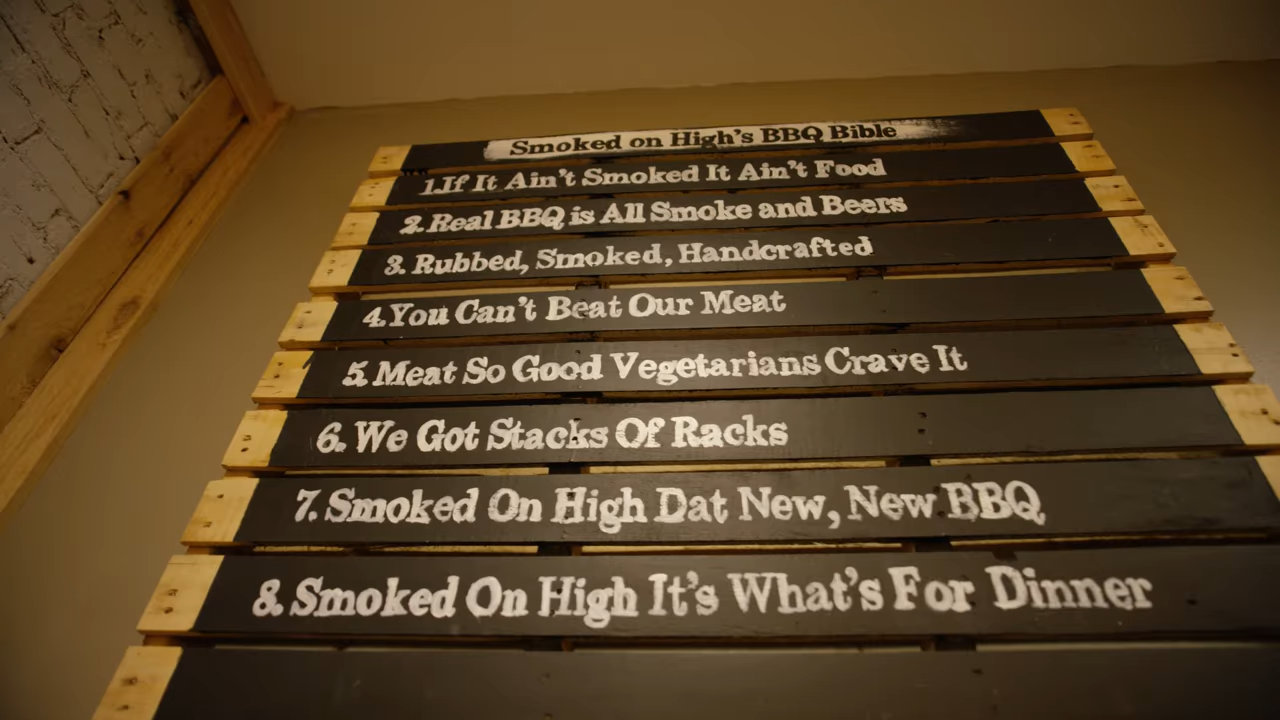 Smoked on High's BBQ Bible
1.If It Ain't Smoked It Ain't Food
2. Real BBQ is All Smoke and Beers
3. Rubbed, Smoked, Handcrafted
4.You Can't Beat Our Meat
5. Meat So Good Vegetarians Crave It
6. We Got Stacks Of Racks
7. Smoked On High Dat New, New BBQ
8. Smoked On High It's What's For Dinner